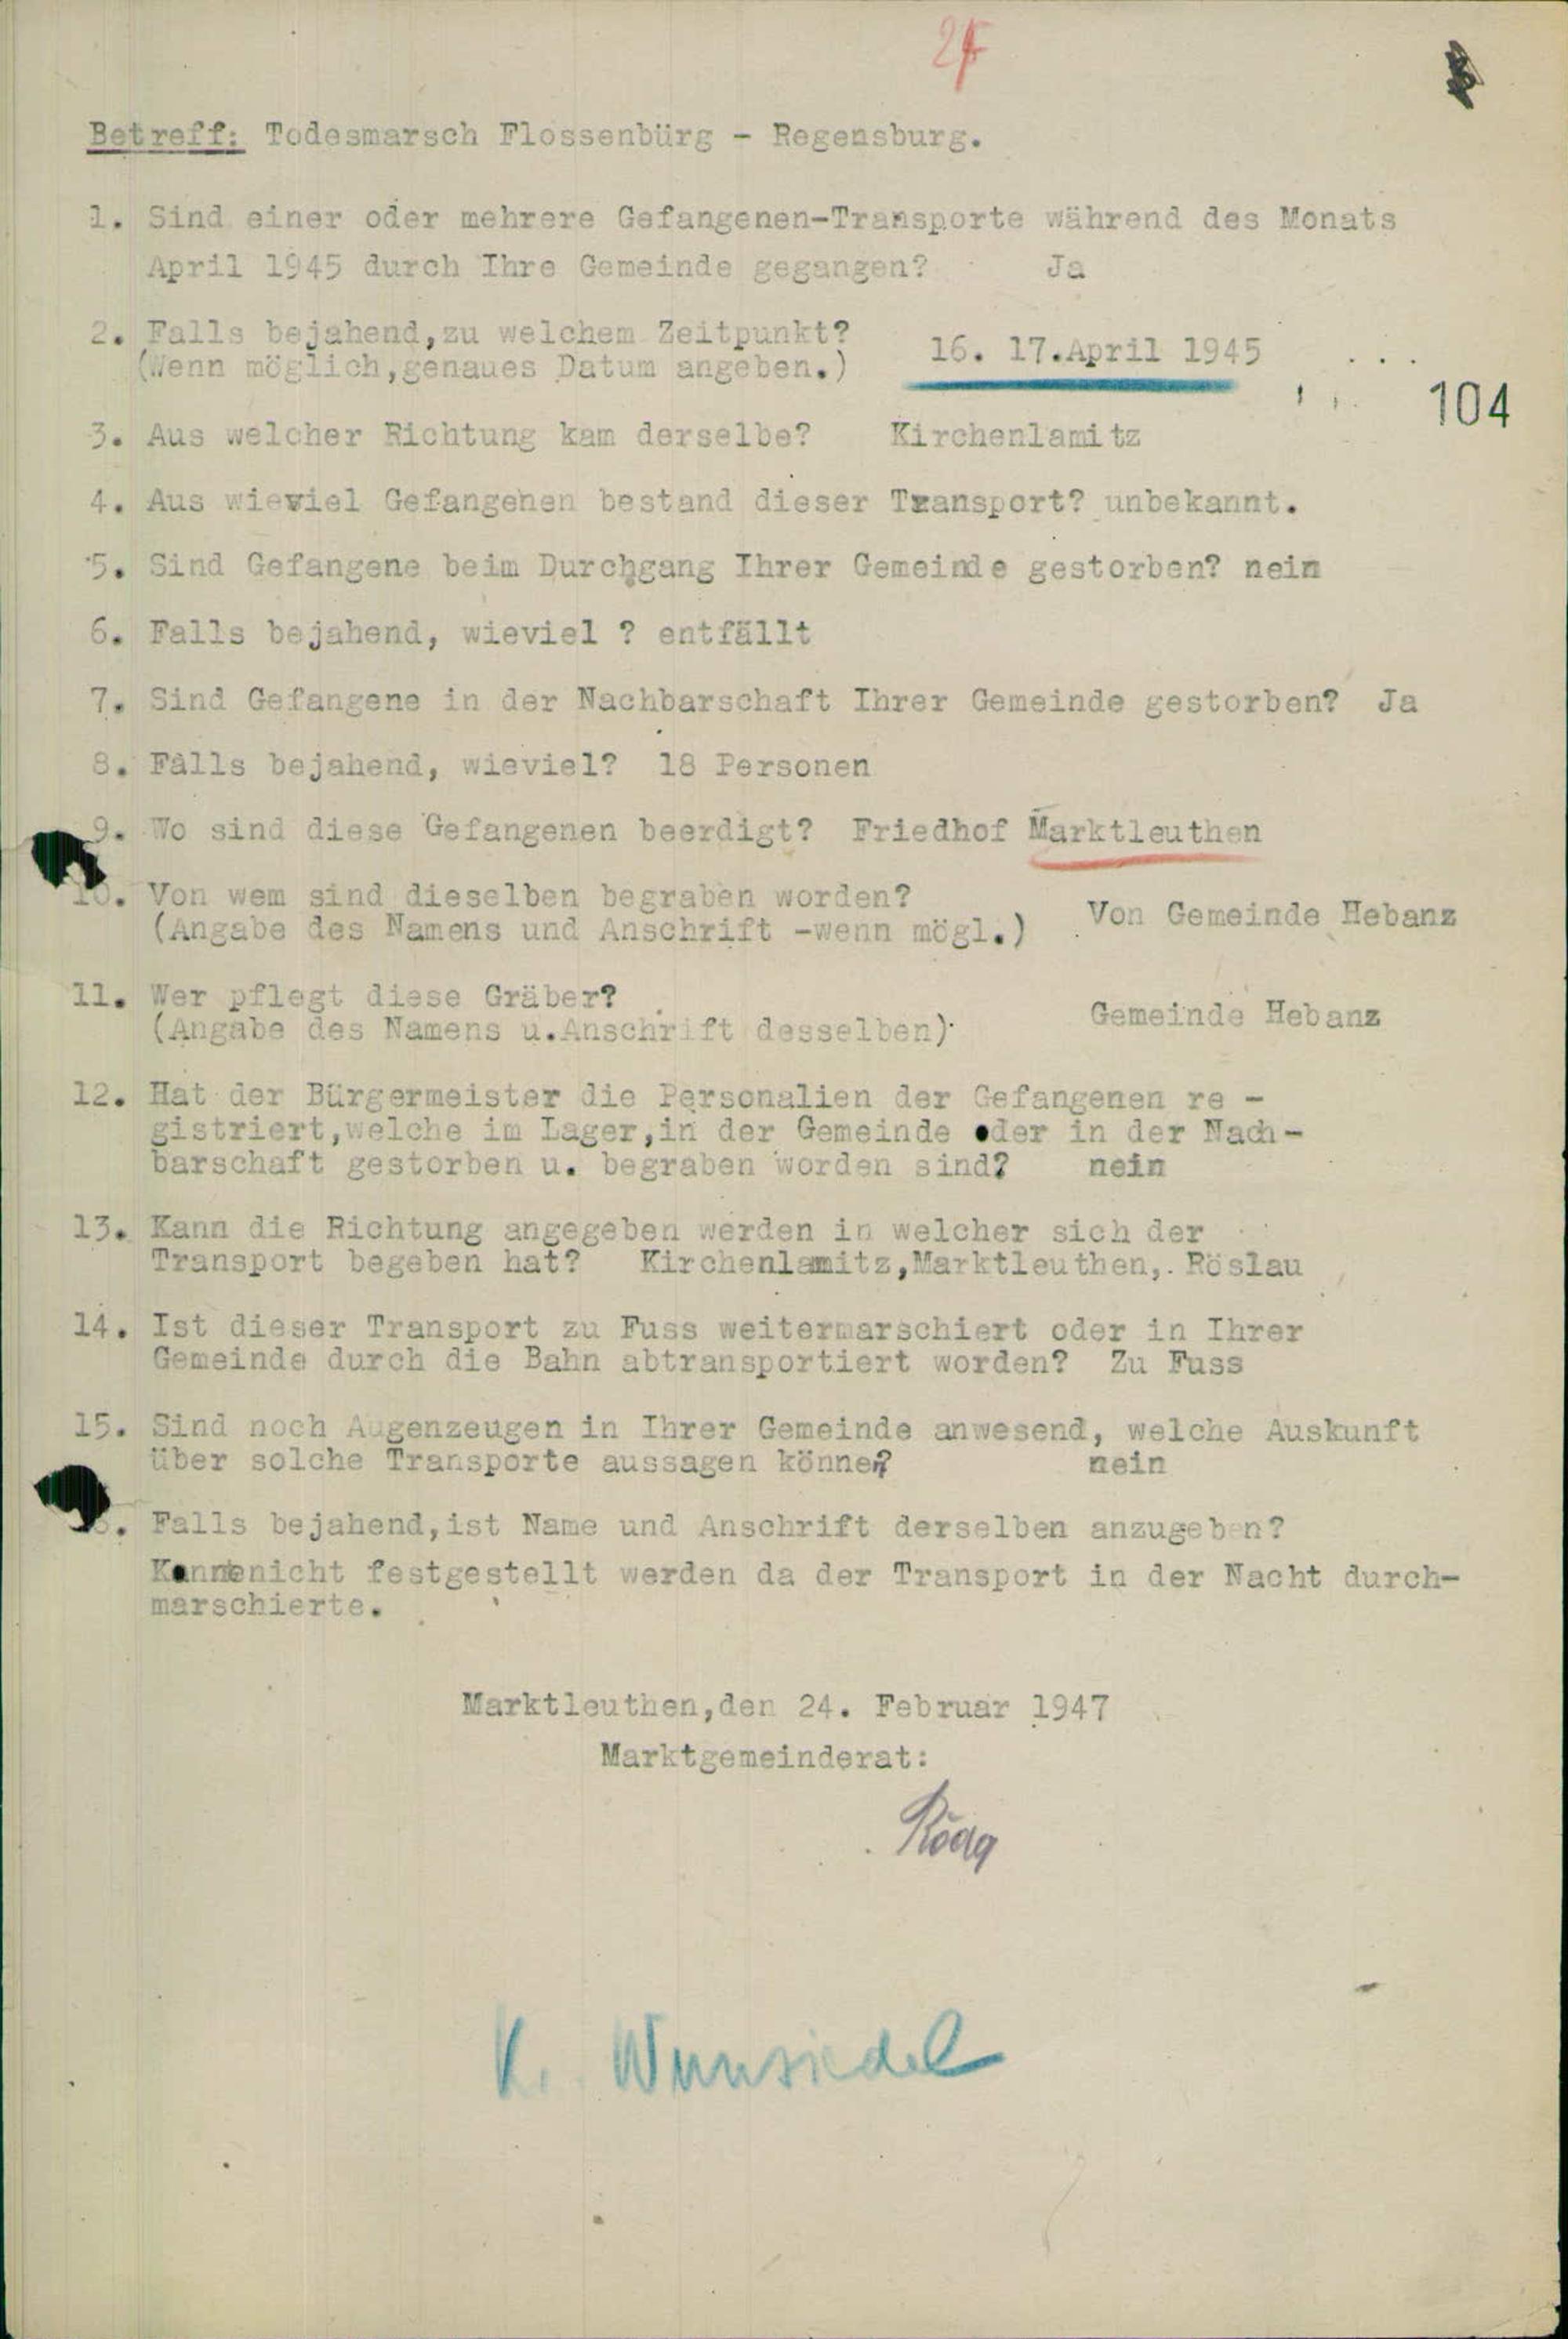 Betreff: Todesmarsch Flossenbürg - Regensburg.
1. Sind einer oder mehrere Gefangenen-Transporte während des Monats
April 1945 durch Ihre Gemeinde gegangen? Ja
2. Falls bejahend,zu welchem Zeitpunkt?
(Wenn möglich,genaues Datum angeben.) 16. 17.April 1945
104
3. Aus welcher Richtung kam derselbe? Kirchenlamitz
4. Aus wieviel Gefangenen bestand dieser Transport? unbekannt.
5. Sind Gefangene beim Durchgang Ihrer Gemeinde gestorben? nein
6. Falls bejahend, wieviel ? entfällt
7. Sind Gefangene in der Nachbarschaft Ihrer Gemeinde gestorben? Ja
8. Falls bejahend, wieviel? 18 Personen
9. Wo sind diese Gefangenen beerdigt? Friedhof Marktleuthen
10. Von wem sind dieselben begraben worden?
(Angabe des Namens und Anschrift -wenn mögl.) Von Gemeinde Hebanz
11. Wer pflegt diese Gräber?
(Angabe des Namens u.Anschrift desselben) Gemeinde Hebanz
12. Hat der Bürgermeister die Personalien der Gefangenen re -
gistriert,welche im Lager,in der Gemeinde oder in der Nach-
barschaft gestorben u. begraben worden sind? nein
13. Kann die Richtung angegeben werden in welcher sich der
Transport begeben hat? Kirchenlamitz,Marktleuthen,. Röslau
14. Ist dieser Transport zu Fuss weitermarschiert oder in Ihrer
Gemeinde durch die Bahn abtransportiert worden? Zu Fuss
15. Sind noch Augenzeugen in Ihrer Gemeinde anwesend, welche Auskunft
über solche Transporte aussagen können? nein
Falls bejahend,ist Name und Anschrift derselben anzugeben?
Konnte nicht festgestellt werden da der Transport in der Nacht durch-
marschierte.
Marktleuthen,den 24. Februar 1947
Marktgemeinderat:
K. Wunsiedel